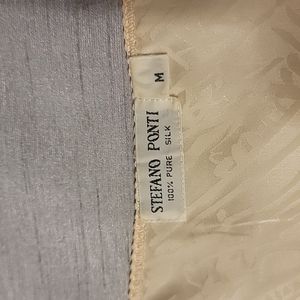 M
STEFANO PONTI
100% PURE SILK